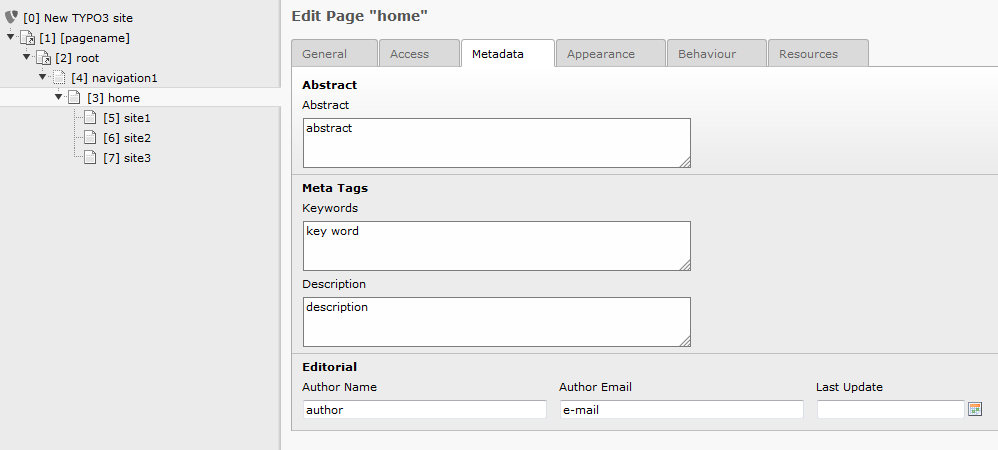 [0] New TYPO3 site
[1] [pagename]
[2] root
[4] navigation1
[3] home
[5] site1
[6] site2
[7] site3
Edit Page "home"
General Access Metadata Appearance Behaviour Resources
Abstract
Abstract
abstract
Meta Tags
Keywords
key word
Description
description
Editorial
Author Name Author Email Last Update
author e-mail